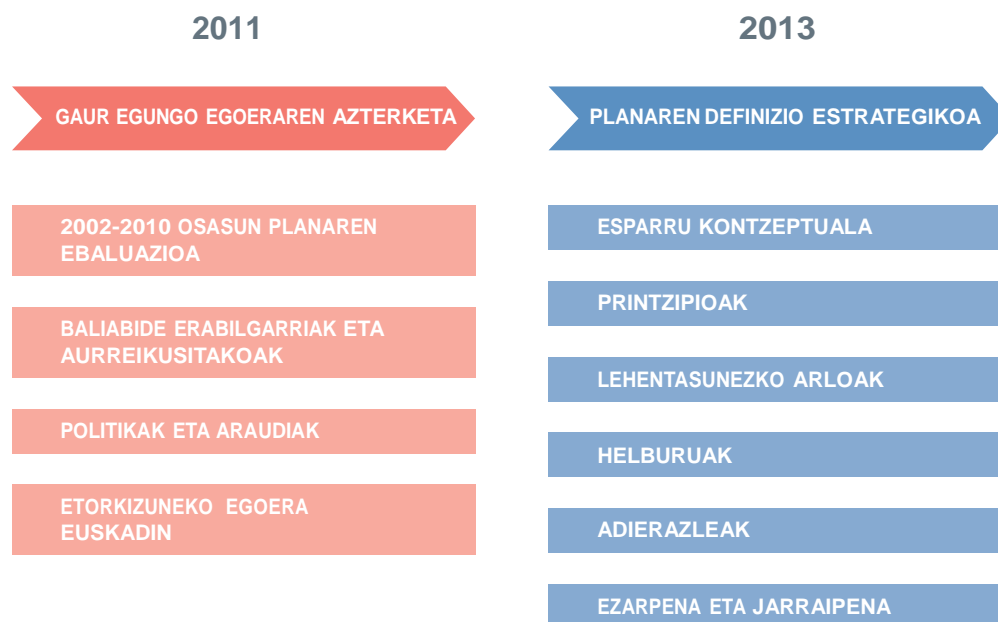 2011
GAUR EGUNGO EGOERAREN AZTERKETA
2002-2010 OSASUN PLANAREN
EBALUAZIOA
BALIABIDE ERABILGARRIAK ETA
AURREIKUSITAKOAK
POLITIKAK ETA ARAUDIAK
ETORKIZUNEKO EGOERA
EUSKADIN
2013
PLANAREN DEFINIZIO ESTRATEGIKOA
ESPARRU KONTZEPTUALA
PRINTZIPIOAK
LEHENTASUNEZKO ARLOAK
HELBURUAK
ADIERAZLEAK
EZARPENA ETA JARRAIPENA